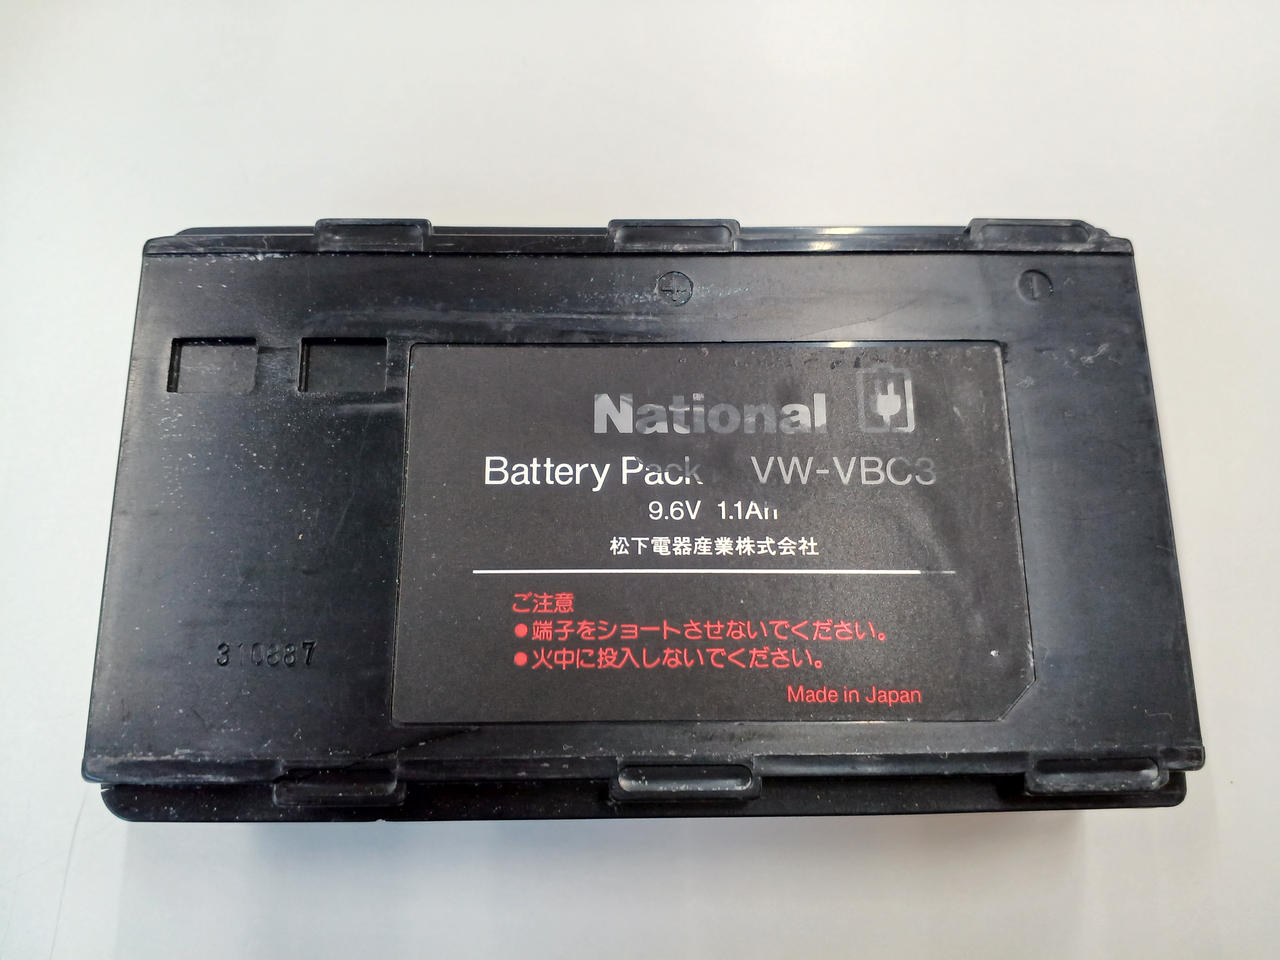 + −
National
Battery Pack VW-VBC3
9.6V 1.1Ah
松下電器産業株式会社
ご注意
●端子をショートさせないでください。
●火中に投入しないでください。
Made in Japan
310887